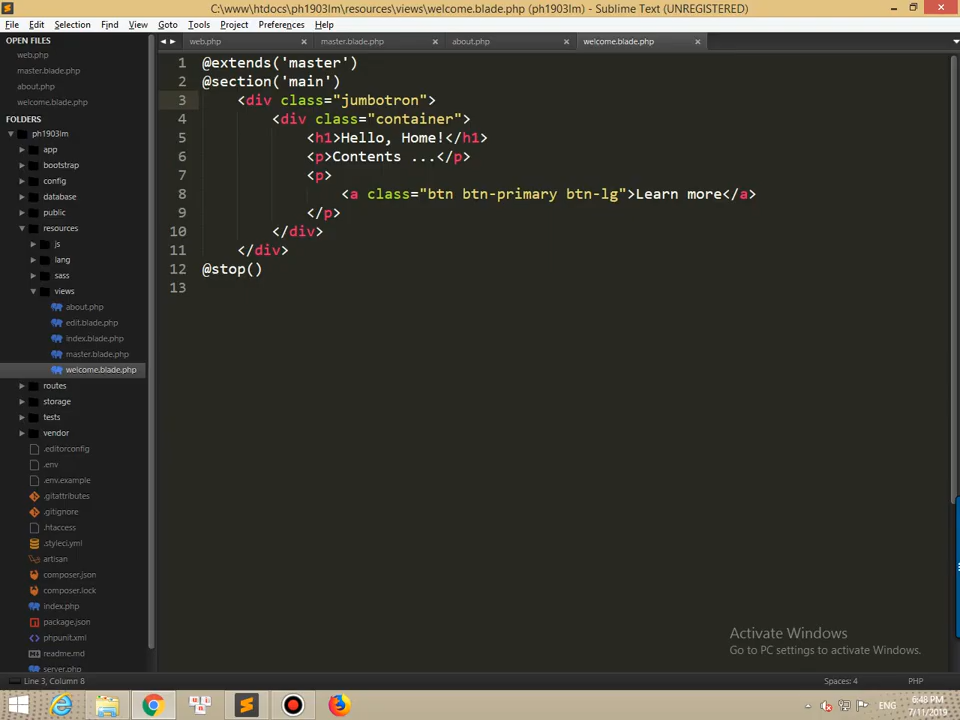 C:\www\htdocs\ph1903lm\resources\views\welcome.blade.php (ph1903lm) - Sublime Text (UNREGISTERED)
File Edit Selection Find View Goto Tools Project Preferences Help
OPEN FILES
web.php
master.blade.php
about.php
welcome.blade.php
FOLDERS
ph1903lm
app
bootstrap
config
database
public
resources
js
lang
sass
views
about.php
edit.blade.php
index.blade.php
master.blade.php
welcome.blade.php
routes
storage
tests
vendor
.editorconfig
.env
.env.example
.gitattributes
.gitignore
.htaccess
.styleci.yml
artisan
composer.json
composer.lock
index.php
package.json
phpunit.xml
readme.md
server.php
web.php master.blade.php about.php welcome.blade.php
1 @extends('master')
2 @section('main')
3 <div class="jumbotron">
4 <div class="container">
5 <h1>Hello, Home!</h1>
6 <p>Contents ...</p>
7 <p>
8 <a class="btn btn-primary btn-lg">Learn more</a>
9 </p>
10 </div>
11 </div>
12 @stop()
13
Activate Windows
Go to PC settings to activate Windows.
Line 3, Column 8 Spaces: 4 PHP
ENG
6:48 PM
7/11/2019